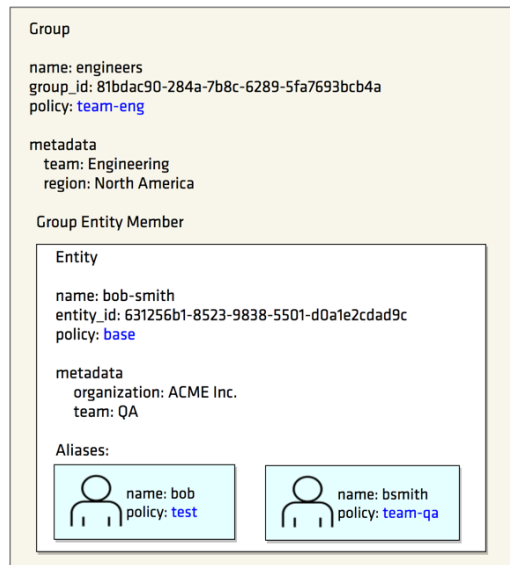 Group
name: engineers
group_id: 81bdac90-284a-7b8c-6289-5fa7693bcb4a
policy: team-eng
metadata
team: Engineering
region: North America
Group Entity Member
Entity
name: bob-smith
entity_id: 631256b1-8523-9838-5501-d0a1e2cdad9c
policy: base
metadata
organization: ACME Inc.
team: QA
Aliases:
name: bob
policy: test
name: bsmith
policy: team-qa